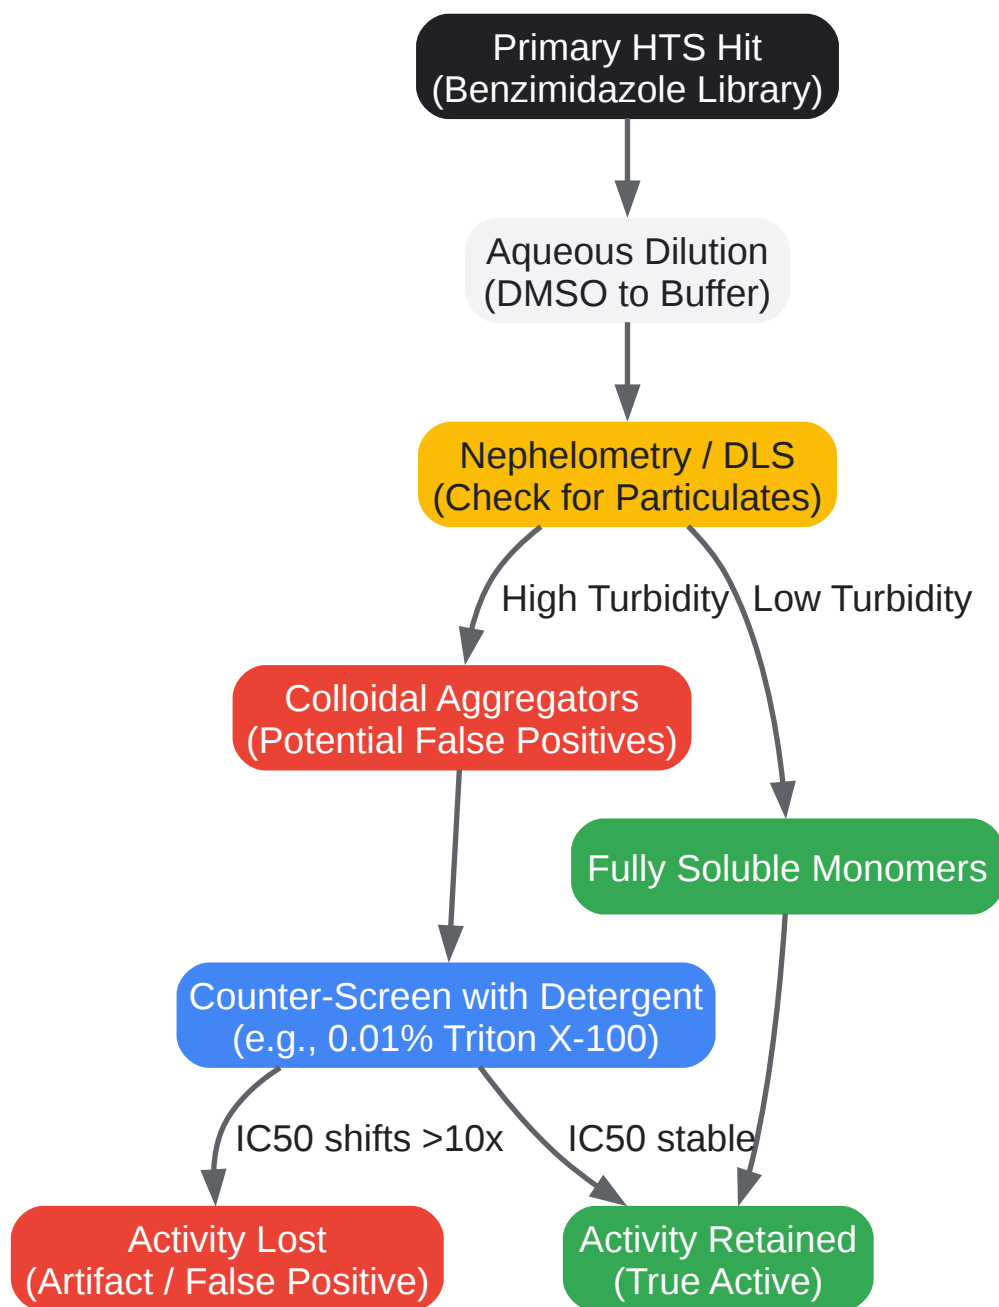 Primary HTS Hit
(Benzimidazole Library)
Aqueous Dilution
(DMSO to Buffer)
Nephelometry / DLS
(Check for Particulates)
High Turbidity
Low Turbidity
Colloidal Aggregators
(Potential False Positives)
Fully Soluble Monomers
Counter-Screen with Detergent
(e.g., 0.01% Triton X-100)
IC50 shifts >10x
IC50 stable
Activity Lost
(Artifact / False Positive)
Activity Retained
(True Active)